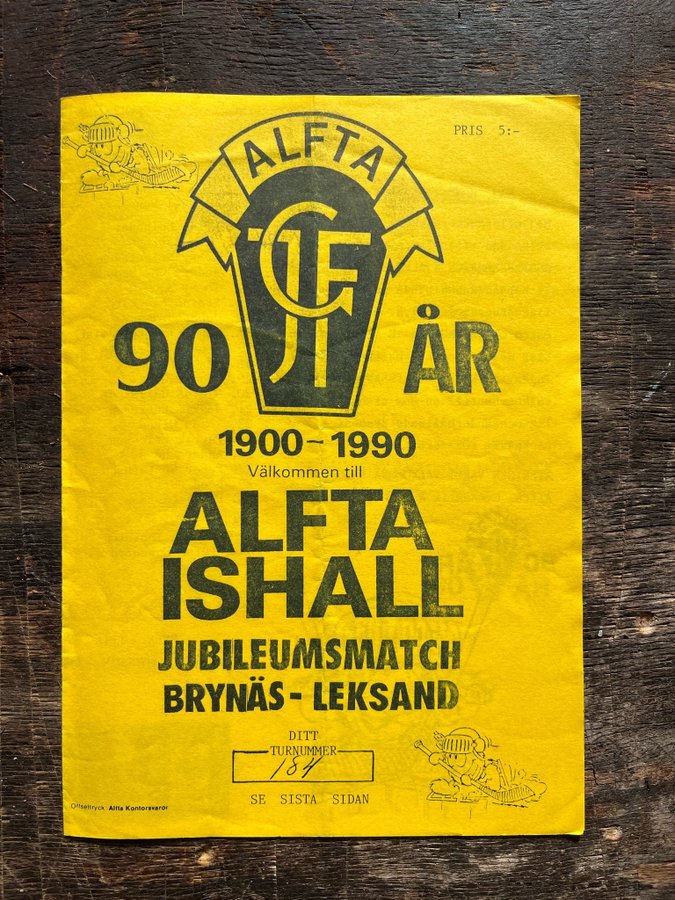 ALFTA
PRIS 5:-
GIF
90 ÅR
1900-1990
Välkommen till
ALFTA
ISHALL
JUBILEUMSMATCH
BRYNÄS - LEKSAND
DITT
TURNUMMER
184
SE SISTA SIDAN
Offsettryck Alfta Kontorsvaror